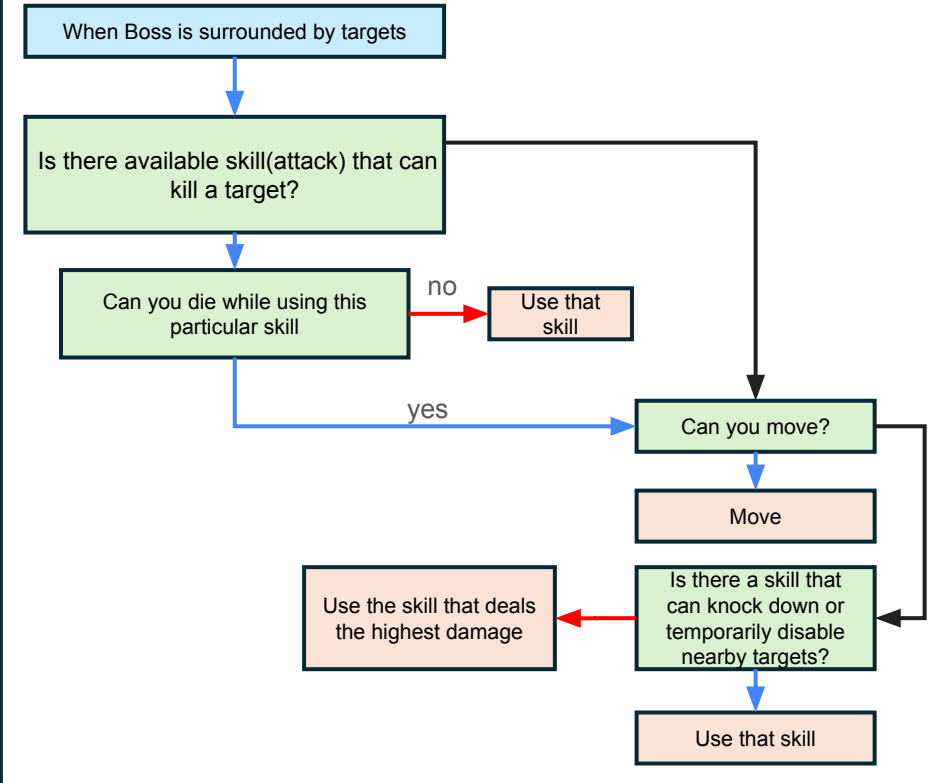 When Boss is surrounded by targets
Is there available skill(attack) that can
kill a target?
Can you die while using this
particular skill
no
Use that
skill
yes
Can you move?
Move
Is there a skill that
can knock down or
temporarily disable
nearby targets?
Use the skill that deals
the highest damage
Use that skill